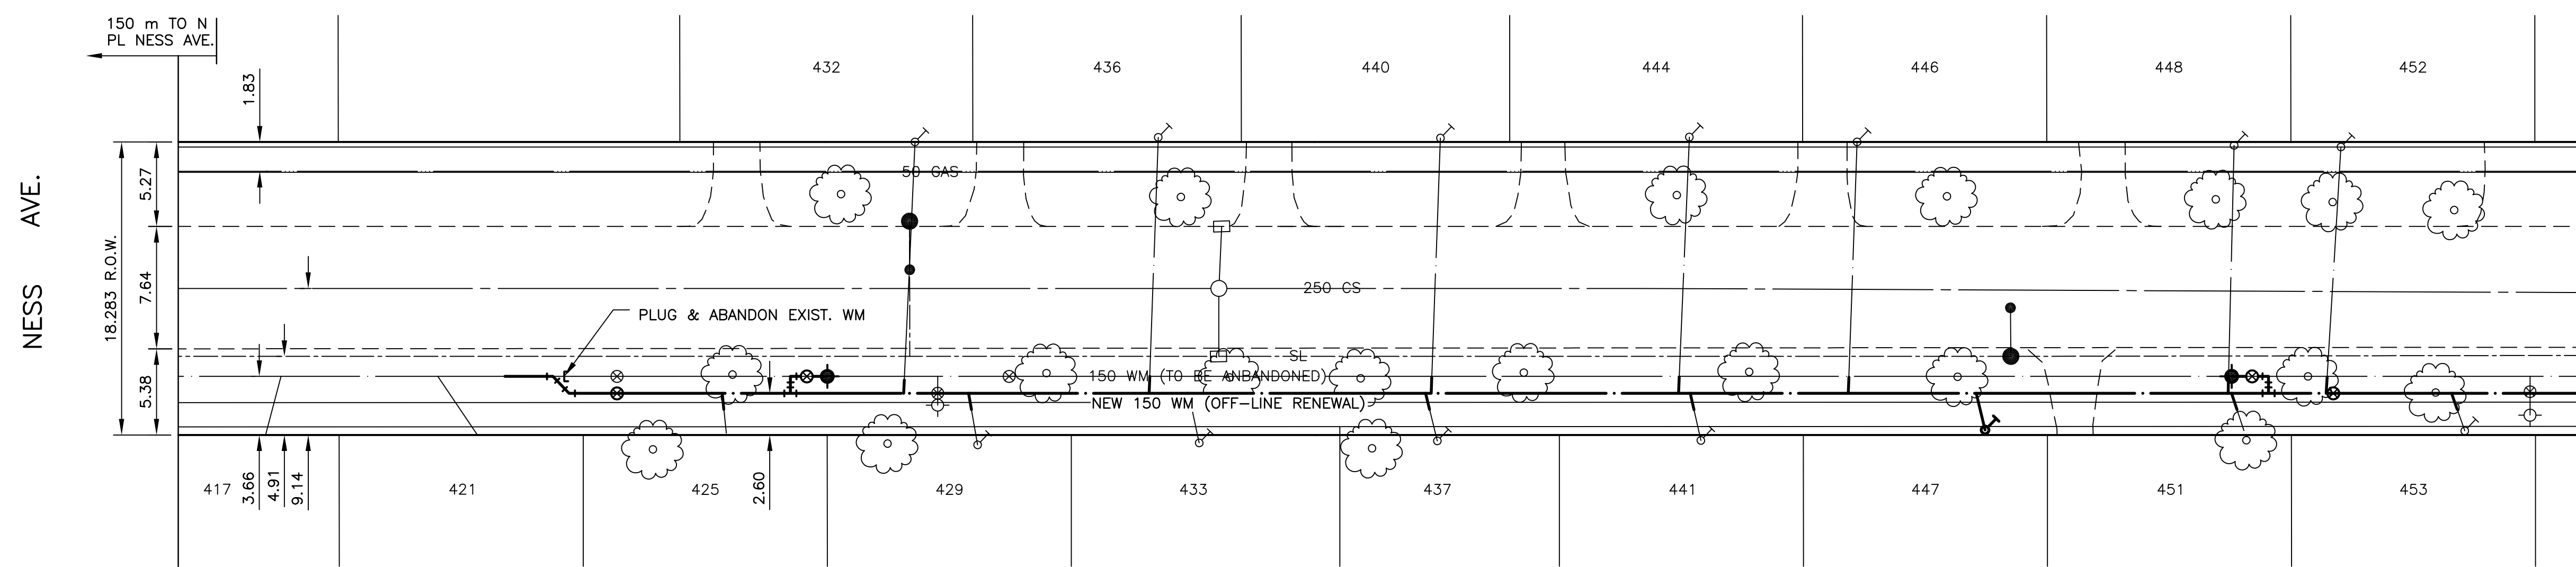 150 m TO N
PL NESS AVE.
432
436
440
444
446
448
452
1.83
NESS AVE.
18.283 R.O.W.
5.27
7.64
5.38
50 GAS
250 CS
PLUG & ABANDON EXIST. WM
SL
150 WM (TO BE ANBANDONED)
NEW 150 WM (OFF-LINE RENEWAL)
3.66
4.91
9.14
2.60
417
421
425
429
433
437
441
447
451
453